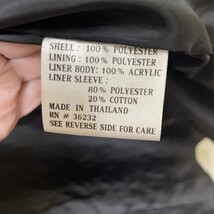 SHELL: 100% POLYESTER
LINING: 100% POLYESTER
LINER BODY: 100% ACRYLIC
LINER SLEEVE:
80% POLYESTER
20% COTTON
MADE IN THAILAND
RN # 36232
SEE REVERSE SIDE FOR CARE